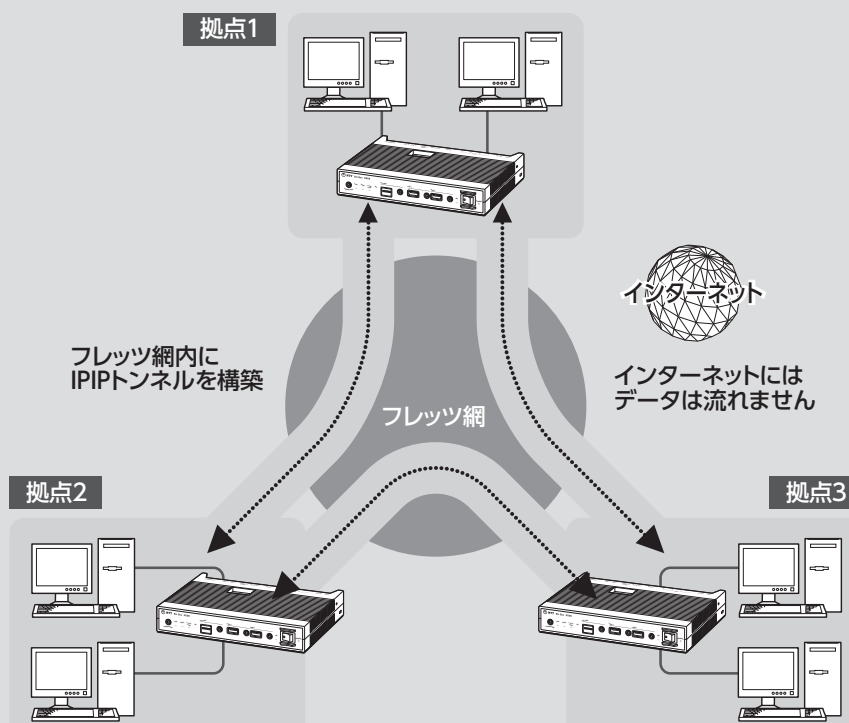 拠点1
インターネット
フレッツ網内に
IPIPトンネルを構築
インターネットには
データは流れません
フレッツ網
拠点2
拠点3